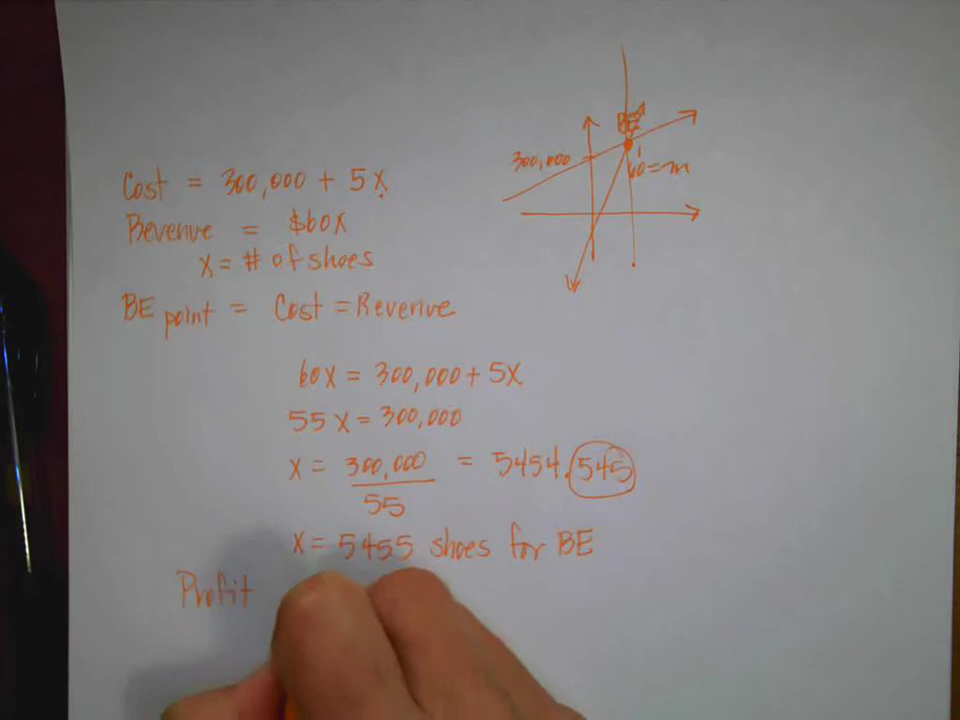 Cost = 300,000 + 5x
Revenue = $60x
x = # of shoes
BE point = Cost = Revenue
60x = 300,000 + 5x
55x = 300,000
x = 300,000 / 55 = 5454.545
x = 5455 shoes for BE
Profit
BE
300,000
60=m